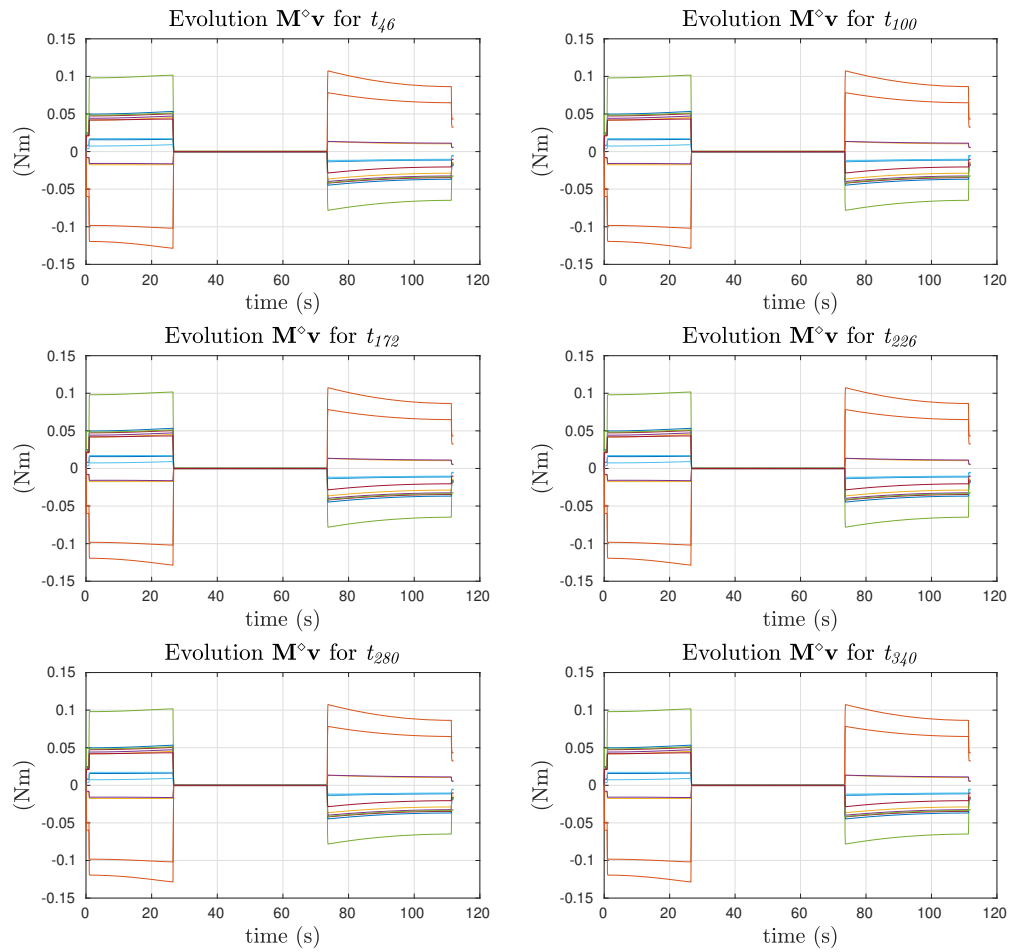 Evolution M⋄v for t46
Evolution M⋄v for t100
0.15
0.1
0.05
0
-0.05
-0.1
-0.15
(Nm)
0 20 40 60 80 100 120
time (s)
0.15
0.1
0.05
0
-0.05
-0.1
-0.15
(Nm)
0 20 40 60 80 100 120
time (s)
Evolution M⋄v for t172
Evolution M⋄v for t226
0.15
0.1
0.05
0
-0.05
-0.1
-0.15
(Nm)
0 20 40 60 80 100 120
time (s)
0.15
0.1
0.05
0
-0.05
-0.1
-0.15
(Nm)
0 20 40 60 80 100 120
time (s)
Evolution M⋄v for t280
Evolution M⋄v for t340
0.15
0.1
0.05
0
-0.05
-0.1
-0.15
(Nm)
0 20 40 60 80 100 120
time (s)
0.15
0.1
0.05
0
-0.05
-0.1
-0.15
(Nm)
0 20 40 60 80 100 120
time (s)